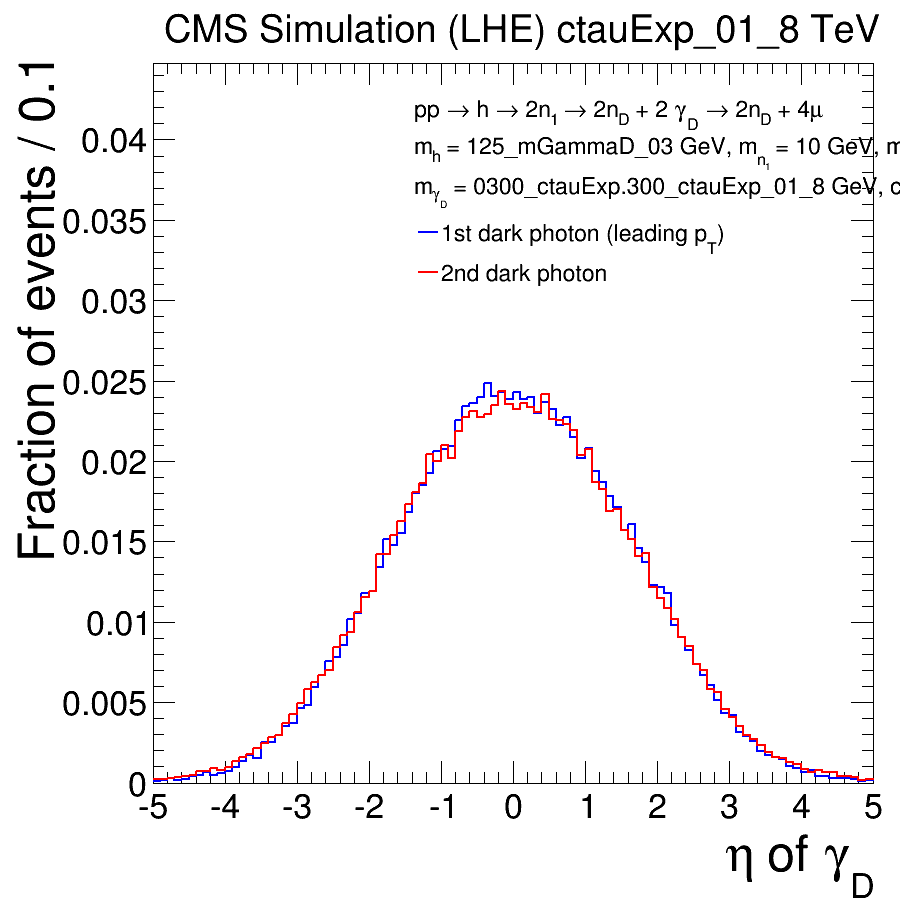 CMS Simulation (LHE) ctauExp_01_8 TeV
Fraction of events / 0.1
pp → h → 2n1 → 2nD + 2 γD → 2nD + 4μ
mh = 125_mGammaD_03 GeV, mn1 = 10 GeV, m
mγD = 0300_ctauExp.300_ctauExp_01_8 GeV, c
1st dark photon (leading pT)
2nd dark photon
0.04
0.035
0.03
0.025
0.02
0.015
0.01
0.005
0
-5 -4 -3 -2 -1 0 1 2 3 4 5
η of γD